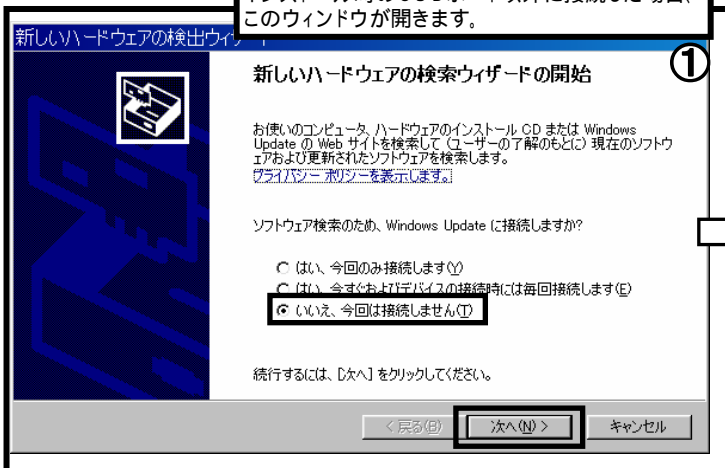 このウィンドウが開きます。
①
新しいハードウェアの検出ウィザード
新しいハードウェアの検索ウィザードの開始
お使いのコンピュータ、ハードウェアのインストール CD または Windows
Update の Web サイトを検索して (ユーザーの了解のもとに) 現在のソフトウ
ェアおよび更新されたソフトウェアを検索します。
プライバシー ポリシーを表示します。
ソフトウェア検索のため、Windows Update に接続しますか?
はい、今回のみ接続します(Y)
はい、今すぐおよびデバイスの接続時には毎回接続します(E)
いいえ、今回は接続しません(T)
続行するには、[次へ] をクリックしてください。
< 戻る(B)
次へ(N) >
キャンセル